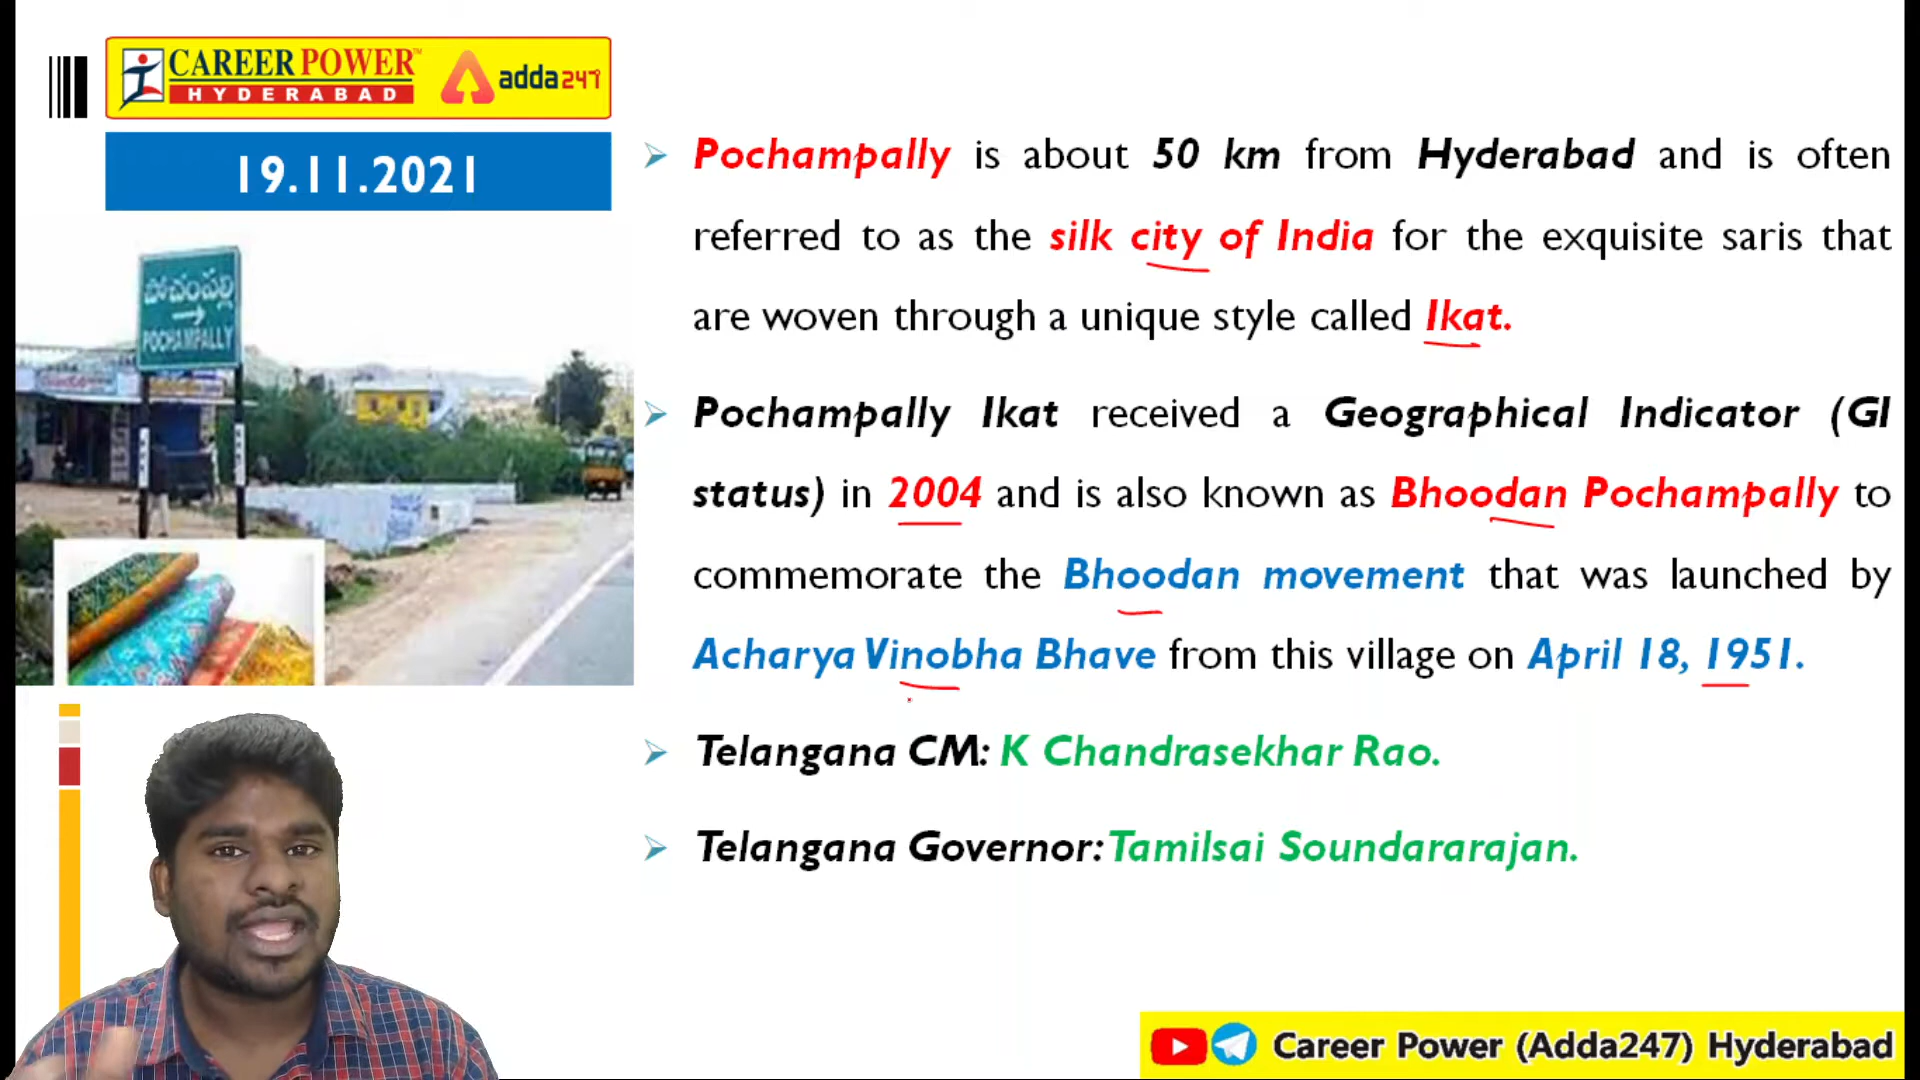 CAREER POWER
HYDERABAD
adda247
19.11.2021
పోచంపల్లి
POCHAMPALLY
➢ Pochampally is about 50 km from Hyderabad and is often
referred to as the silk city of India for the exquisite saris that
are woven through a unique style called Ikat.
➢ Pochampally Ikat received a Geographical Indicator (GI
status) in 2004 and is also known as Bhoodan Pochampally to
commemorate the Bhoodan movement that was launched by
Acharya Vinobha Bhave from this village on April 18, 1951.
➢ Telangana CM: K Chandrasekhar Rao.
➢ Telangana Governor: Tamilsai Soundararajan.
Career Power (Adda247) Hyderabad